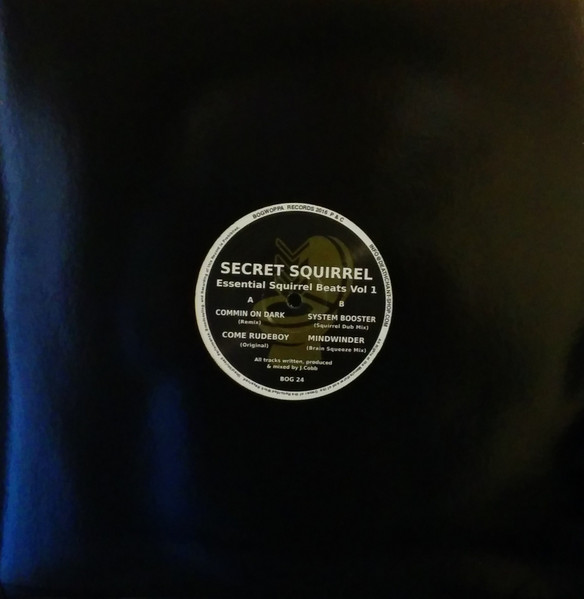 BOGWOPPA RECORDS 2016 P & C
SECRET SQUIRREL
Essential Squirrel Beats Vol 1
A
COMMIN ON DARK
(Remix)
COME RUDEBOY
(Original)
B
SYSTEM BOOSTER
(Squirrel Dub Mix)
MINDWINDER
(Brain Squeeze Mix)
All tracks written, produced
& mixed by J.Cobb
BOG 24